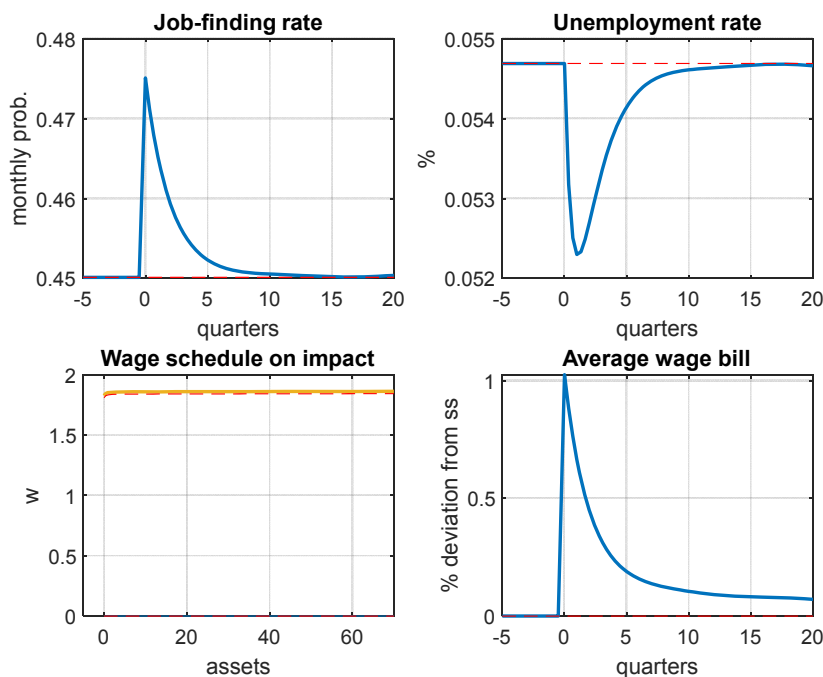 Job-finding rate
0.48
0.47
0.46
0.45
monthly prob.
-5 0 5 10 15 20
quarters
Unemployment rate
0.055
0.054
0.053
0.052
%
-5 0 5 10 15 20
quarters
Wage schedule on impact
2
1.5
1
0.5
0
w
0 20 40 60
assets
Average wage bill
1
0.5
0
% deviation from ss
-5 0 5 10 15 20
quarters